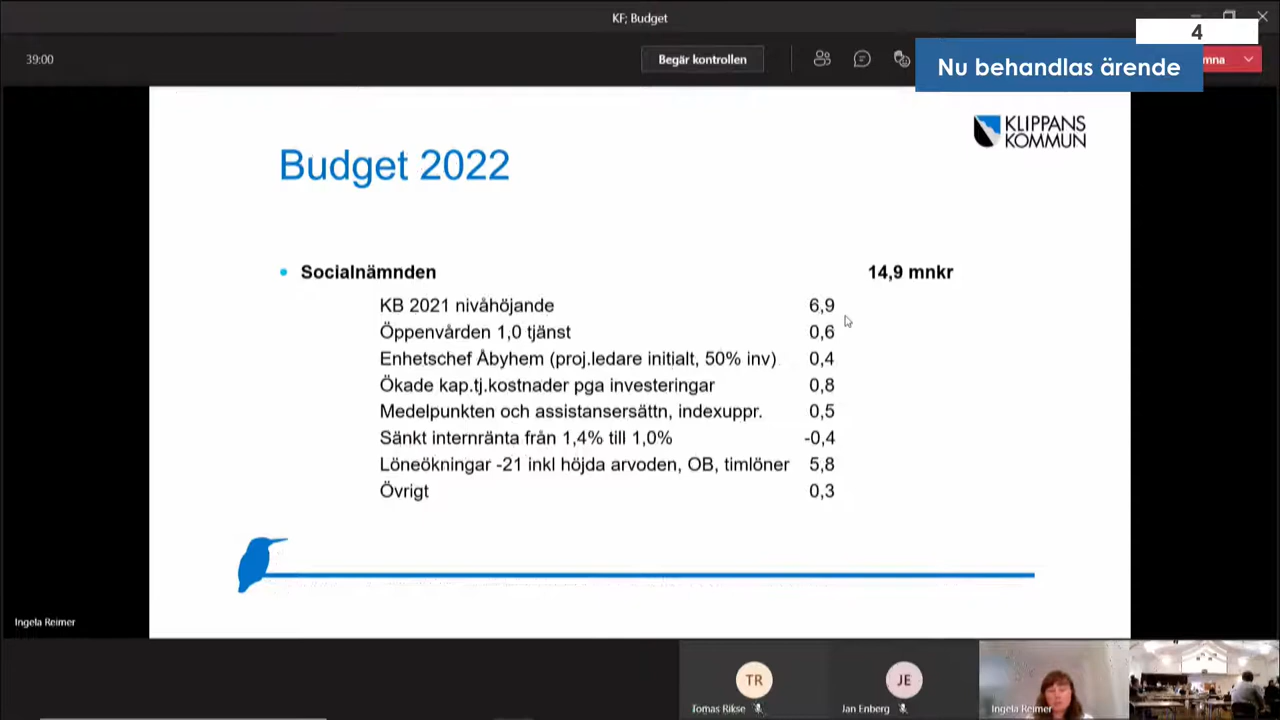 KF; Budget
4
39:00
Begär kontrollen
Nu behandlas ärende
mna
KLIPPANS
KOMMUN
Budget 2022
Socialnämnden 14,9 mnkr
KB 2021 nivåhöjande 6,9
Öppenvården 1,0 tjänst 0,6
Enhetschef Åbyhem (proj.ledare initialt, 50% inv) 0,4
Ökade kap.tj.kostnader pga investeringar 0,8
Medelpunkten och assistansersättn, indexuppr. 0,5
Sänkt internränta från 1,4% till 1,0% -0,4
Löneökningar -21 inkl höjda arvoden, OB, timlöner 5,8
Övrigt 0,3
Ingela Reimer
TR
JE
Tomas Rikse
Jan Enberg
Ingela Reimer